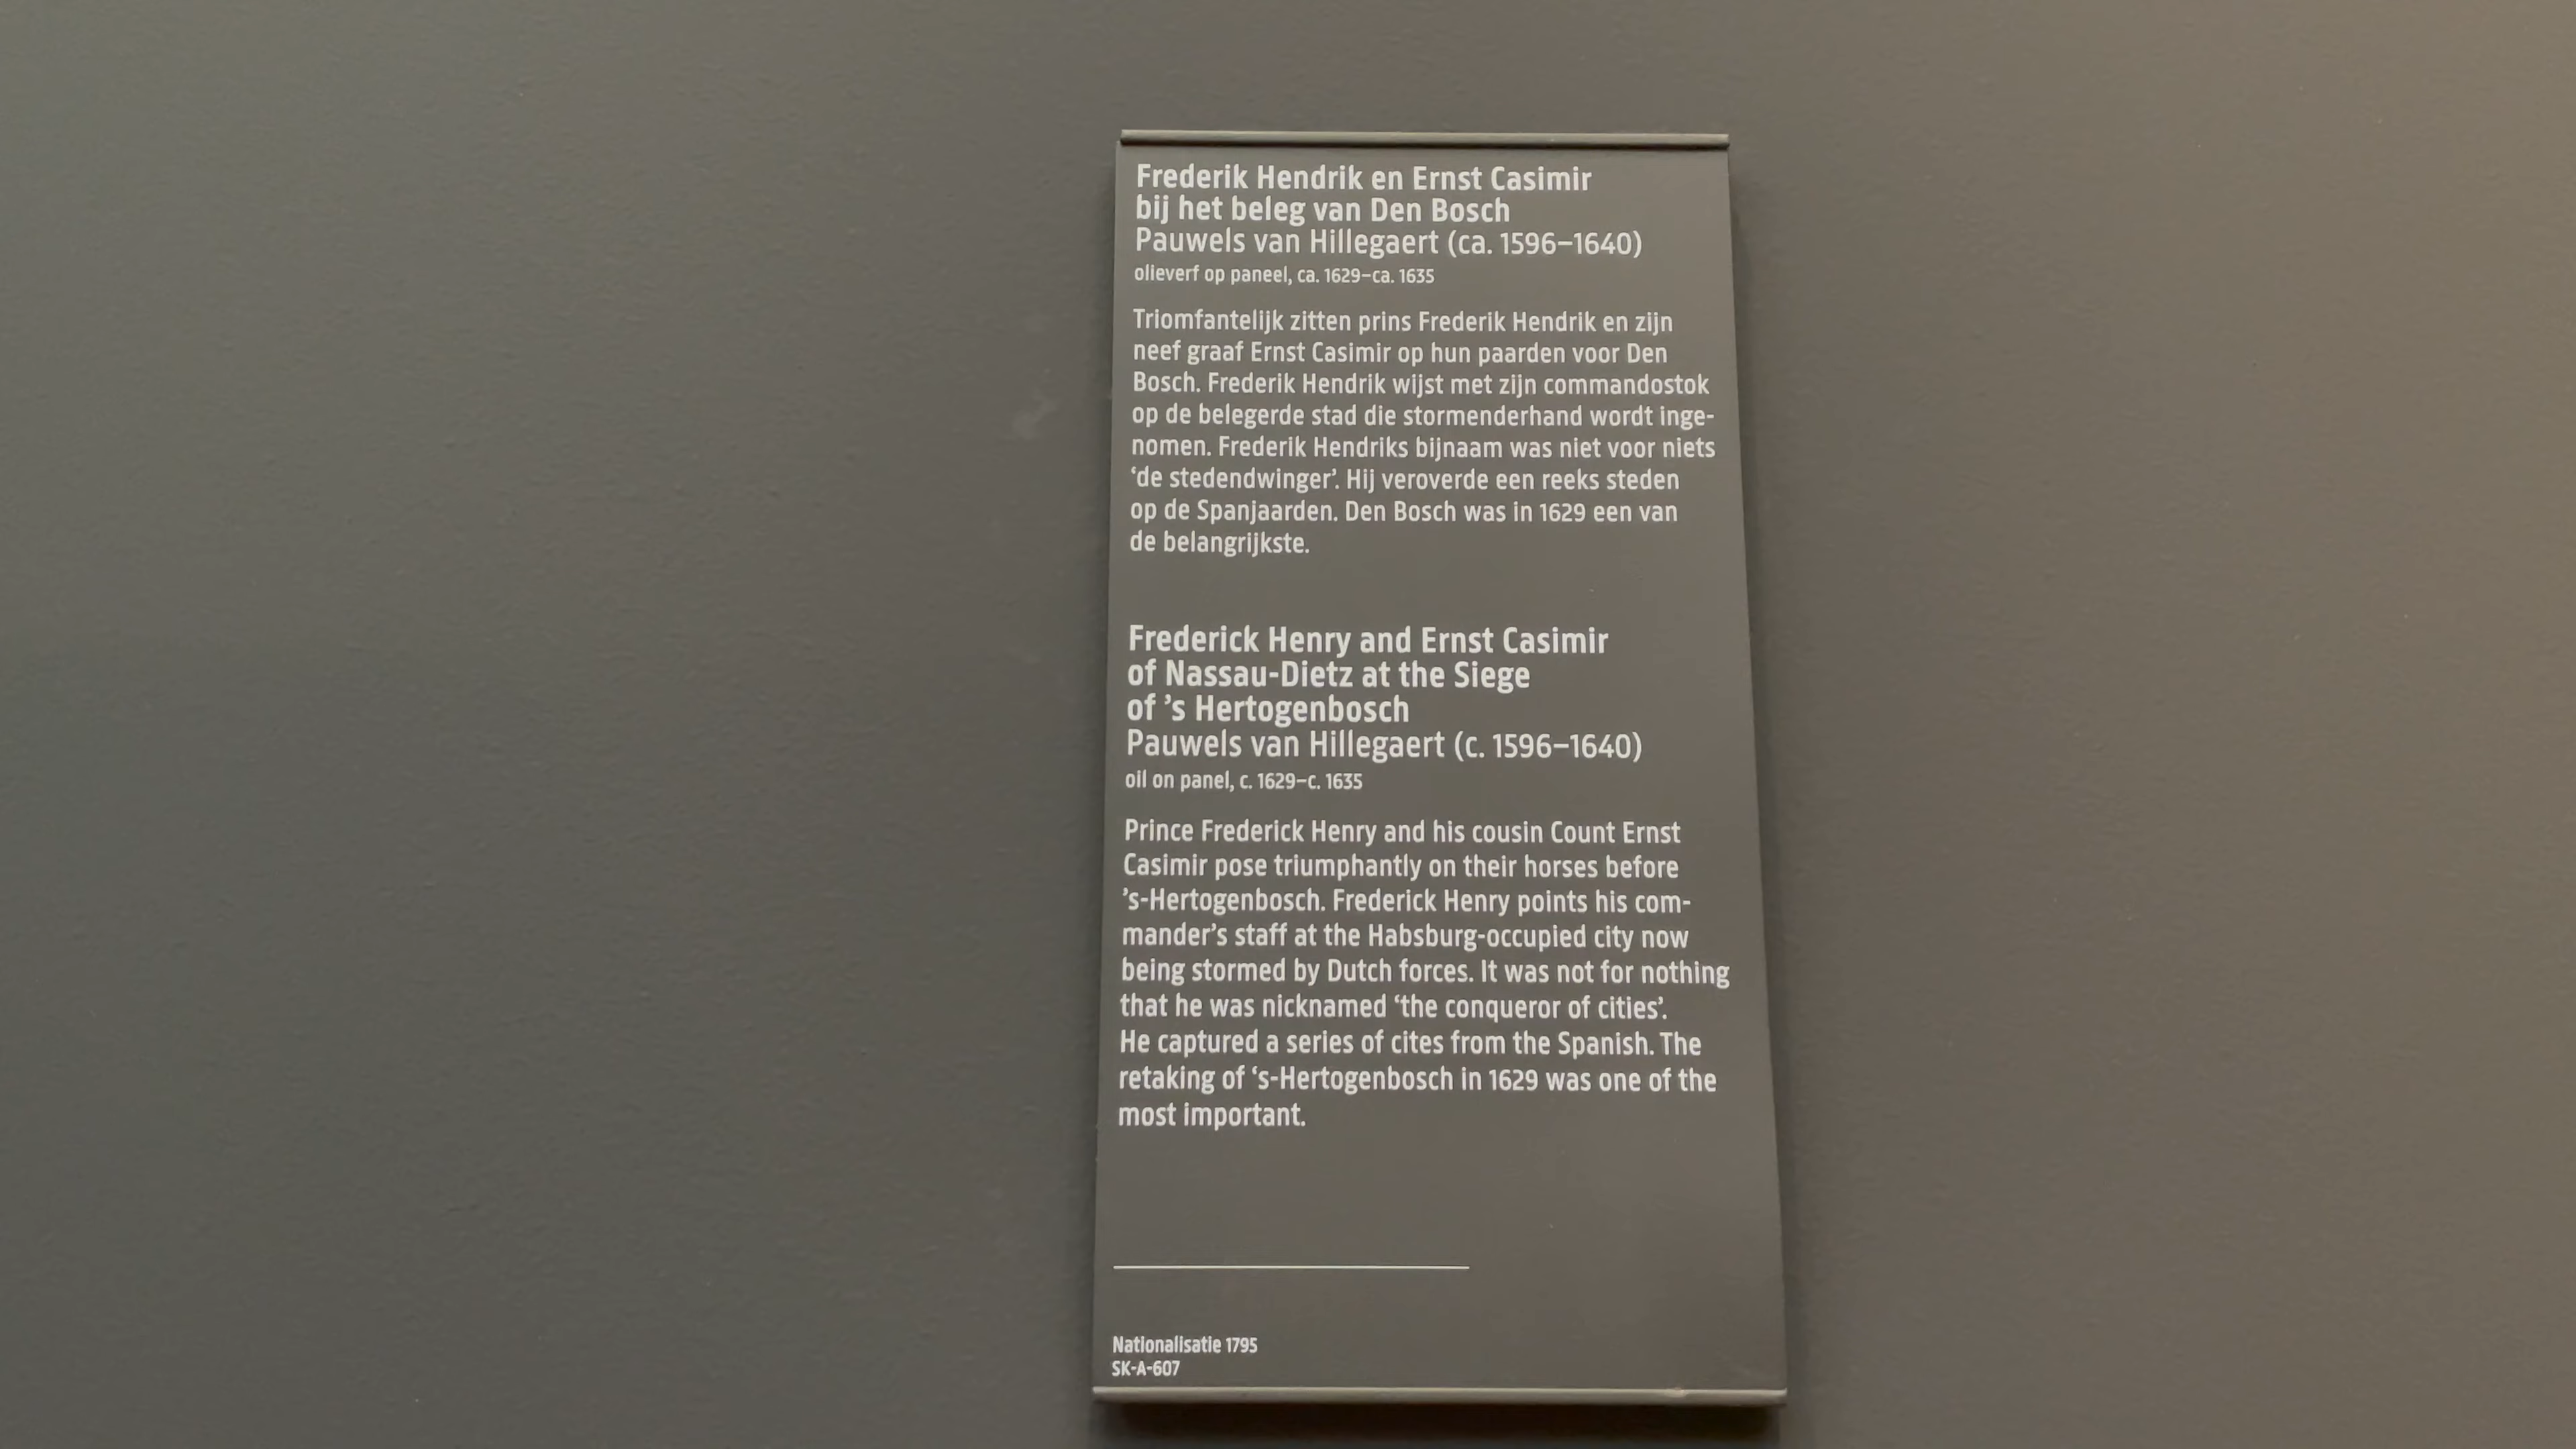 Frederik Hendrik en Ernst Casimir
bij het beleg van Den Bosch
Pauwels van Hillegaert (ca. 1596–1640)
olieverf op paneel, ca. 1629–ca. 1635
Triomfantelijk zitten prins Frederik Hendrik en zijn
neef graaf Ernst Casimir op hun paarden voor Den
Bosch. Frederik Hendrik wijst met zijn commandostok
op de belegerde stad die stormenderhand wordt inge-
nomen. Frederik Hendriks bijnaam was niet voor niets
‘de stedendwinger’. Hij veroverde een reeks steden
op de Spanjaarden. Den Bosch was in 1629 een van
de belangrijkste.
Frederick Henry and Ernst Casimir
of Nassau-Dietz at the Siege
of ’s Hertogenbosch
Pauwels van Hillegaert (c. 1596–1640)
oil on panel, c. 1629–c. 1635
Prince Frederick Henry and his cousin Count Ernst
Casimir pose triumphantly on their horses before
’s-Hertogenbosch. Frederick Henry points his com-
mander’s staff at the Habsburg-occupied city now
being stormed by Dutch forces. It was not for nothing
that he was nicknamed ‘the conqueror of cities’.
He captured a series of cites from the Spanish. The
retaking of ‘s-Hertogenbosch in 1629 was one of the
most important.
Nationalisatie 1795
SK-A-607